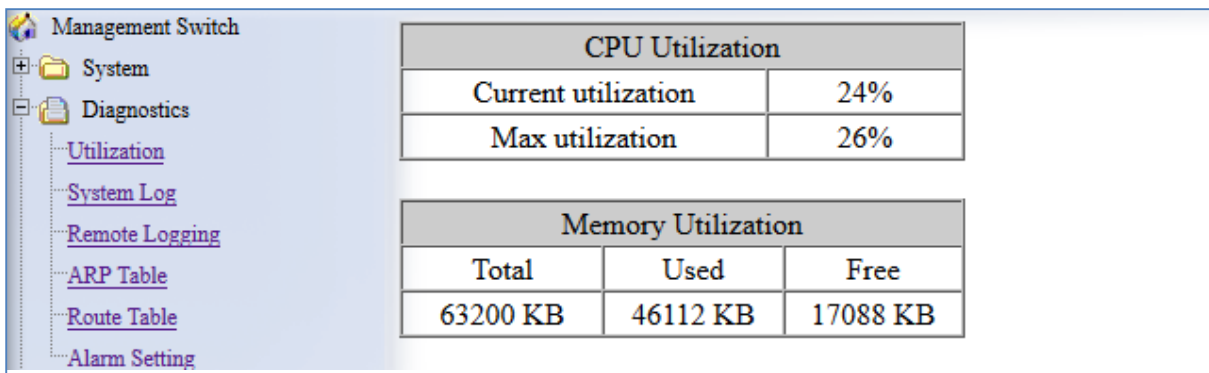 Management Switch
System
Diagnostics
Utilization
System Log
Remote Logging
ARP Table
Route Table
Alarm Setting
CPU Utilization
Current utilization 24%
Max utilization 26%
Memory Utilization
Total Used Free
63200 KB 46112 KB 17088 KB